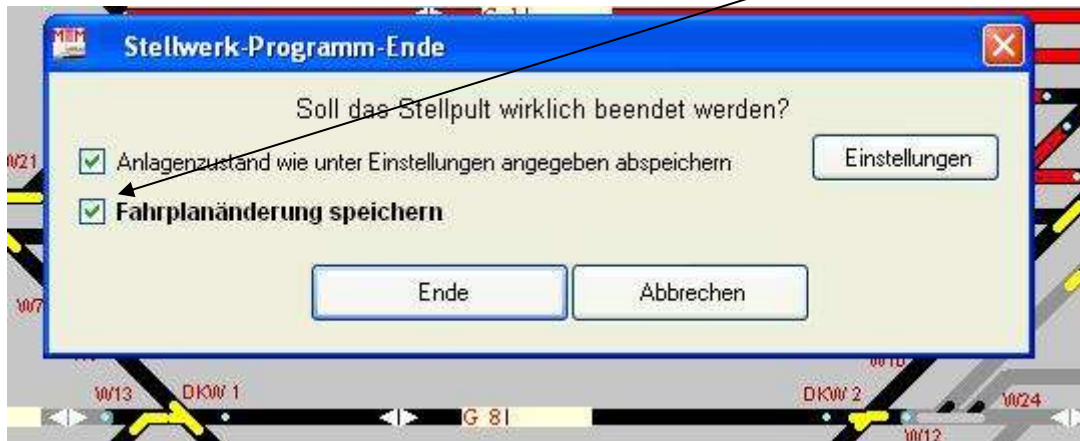 Stellwerk-Programm-Ende
Soll das Stellpult wirklich beendet werden?
W21
Anlagenzustand wie unter Einstellungen angegeben abspeichern
Einstellungen
Fahrplanänderung speichern
Ende
Abbrechen
W13
DKW 1
G 8I
DKW 2
W24
W12